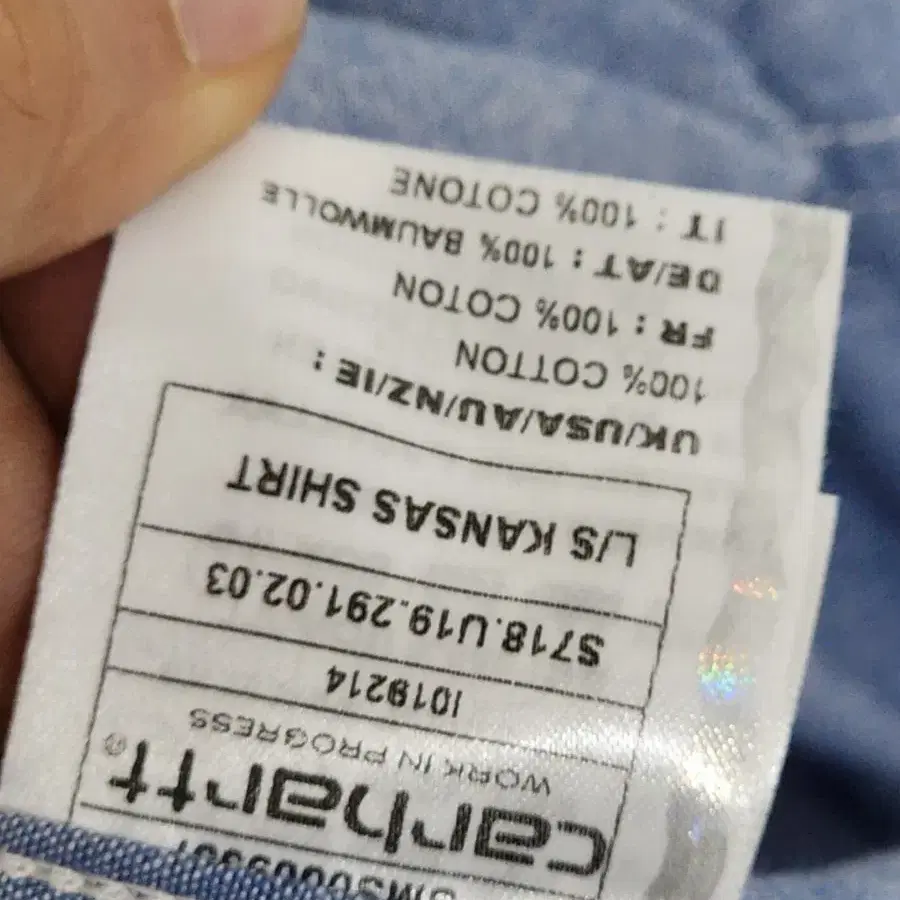 carhartt®
WORK IN PROGRESS
I019214
S718.U19.291.02.03
L/S KANSAS SHIRT
UK/USA/AU/NZ/IE :
100% COTTON
FR : 100% COTON
DE/AT : 100% BAUMWOLLE
IT : 100% COTONE